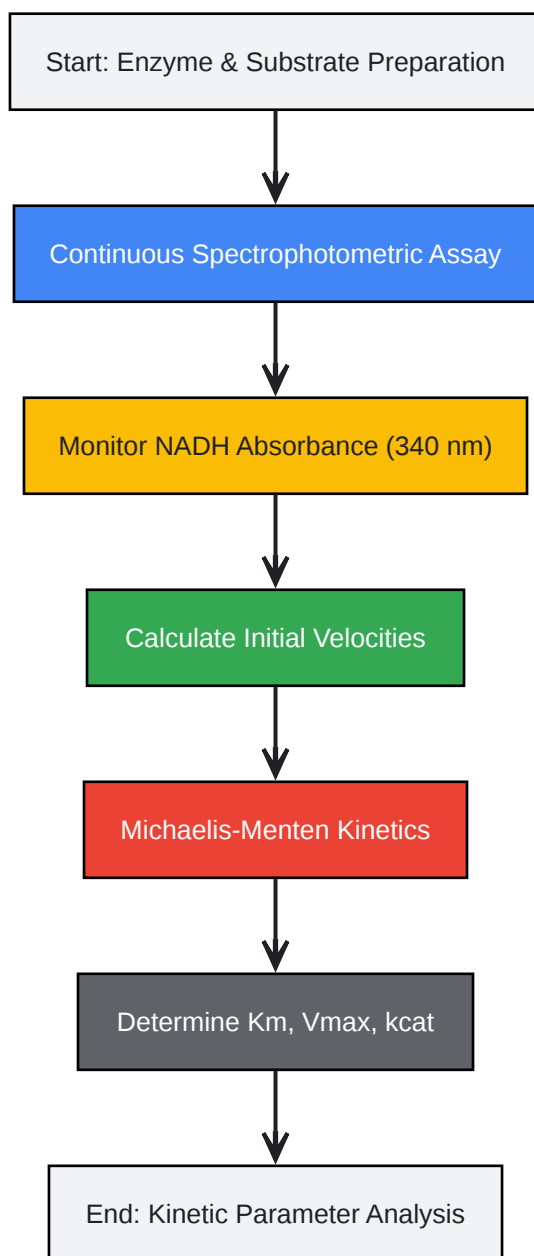 Start: Enzyme & Substrate Preparation
Continuous Spectrophotometric Assay
Monitor NADH Absorbance (340 nm)
Calculate Initial Velocities
Michaelis-Menten Kinetics
Determine Km, Vmax, kcat
End: Kinetic Parameter Analysis